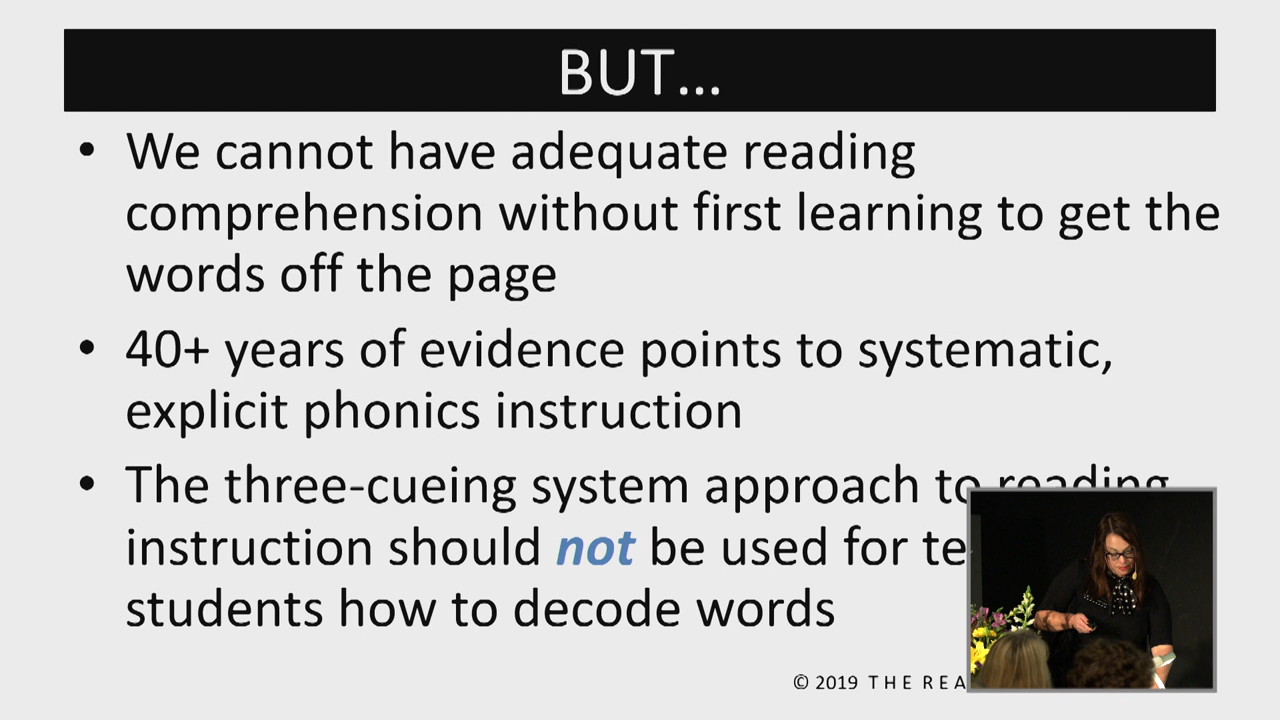 BUT...
• We cannot have adequate reading
comprehension without first learning to get the
words off the page
• 40+ years of evidence points to systematic,
explicit phonics instruction
• The three-cueing system approach to reading
instruction should not be used for
students how to decode words
© 2019 THE